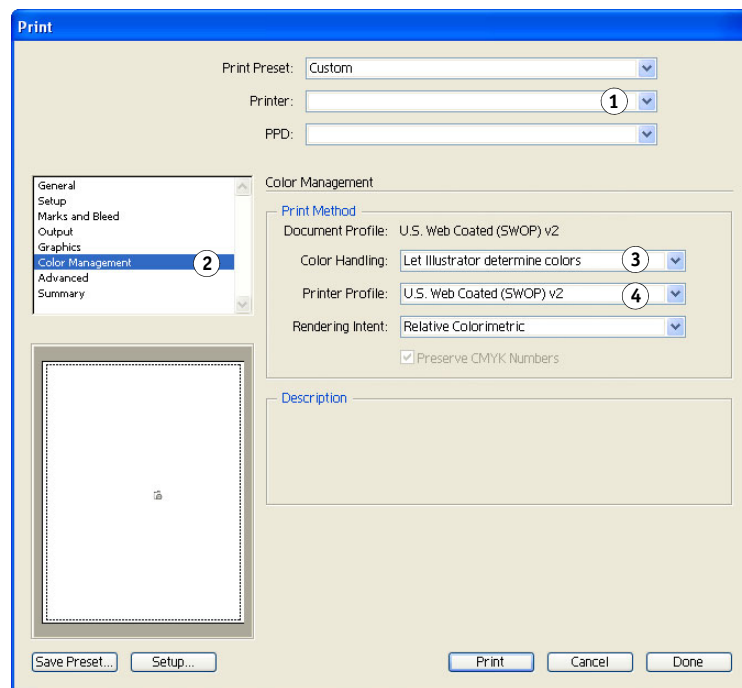 Print
Print Preset: Custom
Printer: 1
PPD:
General
Setup
Marks and Bleed
Output
Graphics
Color Management 2
Advanced
Summary
Color Management
Print Method
Document Profile: U.S. Web Coated (SWOP) v2
Color Handling: Let Illustrator determine colors 3
Printer Profile: U.S. Web Coated (SWOP) v2 4
Rendering Intent: Relative Colorimetric
Preserve CMYK Numbers
Description
Save Preset... Setup... Print Cancel Done